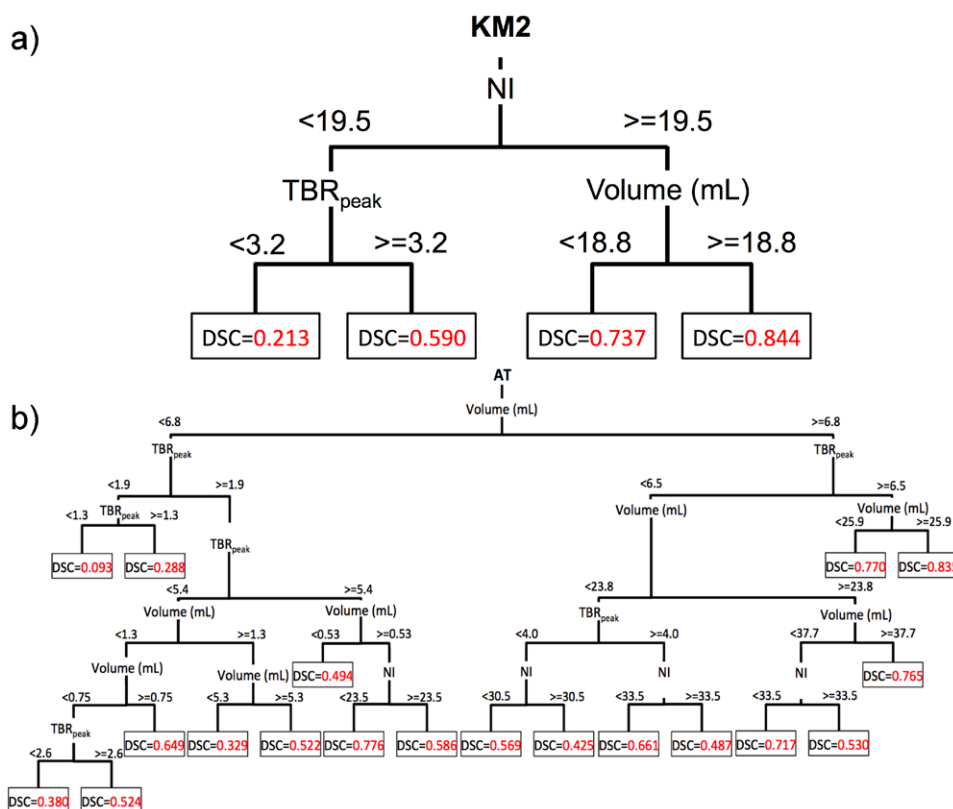 a)
KM2
NI
<19.5 >=19.5
TBRpeak Volume (mL)
<3.2 >=3.2 <18.8 >=18.8
DSC=0.213 DSC=0.590 DSC=0.737 DSC=0.844
b)
AT
Volume (mL)
<6.8 >=6.8
TBRpeak TBRpeak
<1.9 >=1.9 <6.5 >=6.5
TBRpeak Volume (mL) Volume (mL)
<1.3 >=1.3 <25.9 >=25.9
TBRpeak
DSC=0.093 DSC=0.288 DSC=0.770 DSC=0.835
<5.4 >=5.4 <23.8 >=23.8
Volume (mL) Volume (mL) TBRpeak Volume (mL)
<1.3 >=1.3 <0.53 >=0.53 <4.0 >=4.0 <37.7 >=37.7
Volume (mL) Volume (mL) DSC=0.494 NI NI NI NI DSC=0.765
<0.75 >=0.75 <5.3 >=5.3 <23.5 >=23.5 <30.5 >=30.5 <33.5 >=33.5 <33.5 >=33.5
TBRpeak DSC=0.649 DSC=0.329 DSC=0.522 DSC=0.776 DSC=0.586 DSC=0.569 DSC=0.425 DSC=0.661 DSC=0.487 DSC=0.717 DSC=0.530
<2.6 >=2.6
DSC=0.380 DSC=0.524